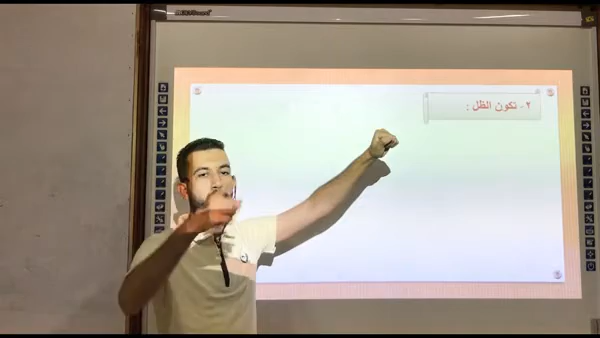 ٢- تكون الظل :